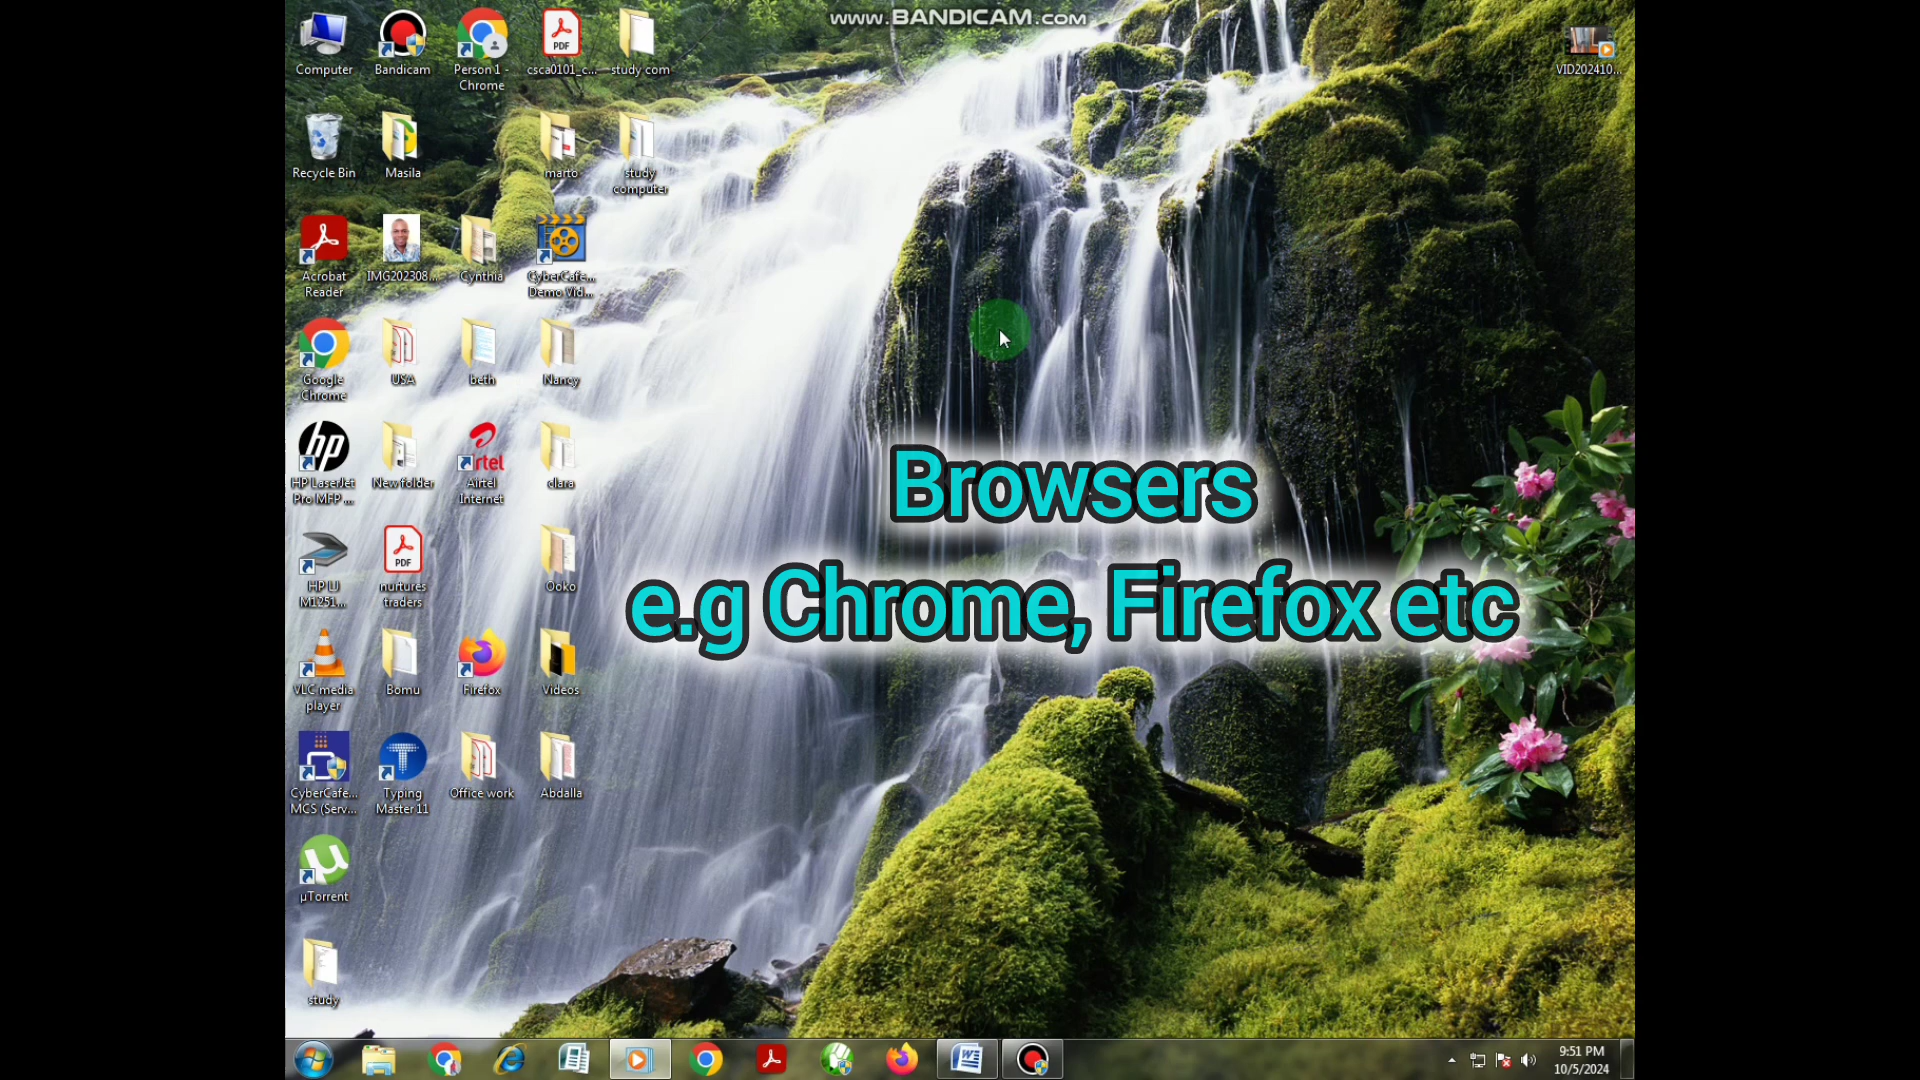 www.BANDICAM.com
Computer
Bandicam
Person 1 -
Chrome
csca0101_c...
study com
VID202410...
Recycle Bin
Masila
marto
study
computer
Acrobat
Reader
IMG202308...
Cynthia
CyberCafe...
Demo Vid...
Google
Chrome
USA
beth
Nancy
HP LaserJet
Pro MFP ...
New folder
Airtel
Internet
clara
HP LJ
M1251...
PDF
nurtures
traders
Ooko
VLC media
player
Bomu
Firefox
Videos
CyberCafe...
MCS (Serv...
Typing
Master 11
Office work
Abdalla
µTorrent
study
Browsers
e.g Chrome, Firefox etc
9:51 PM
10/5/2024